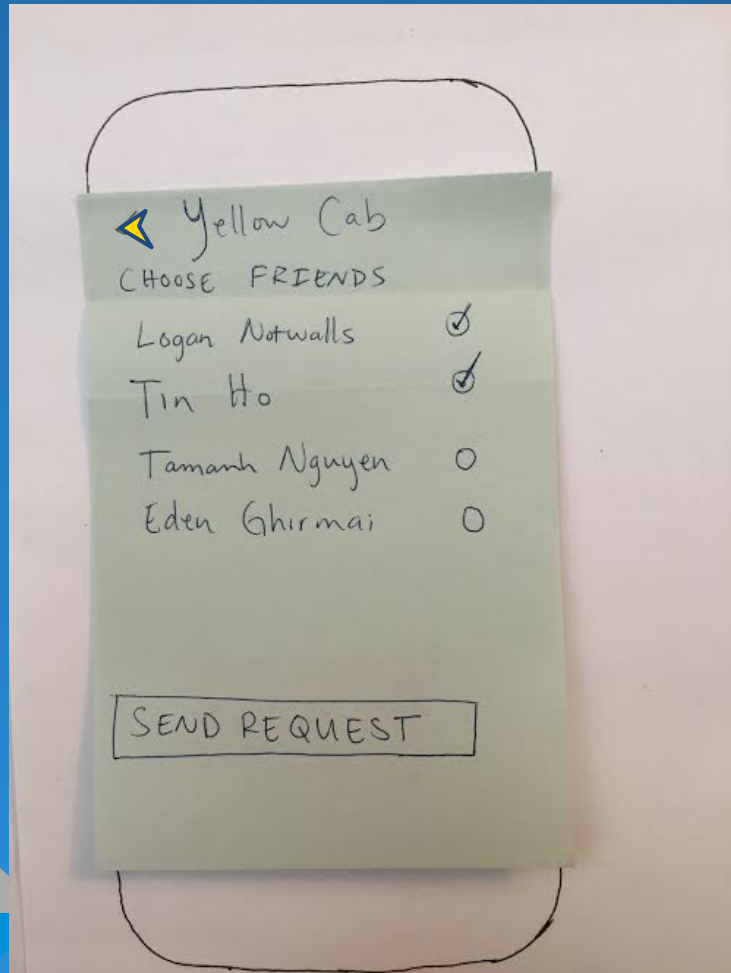 Yellow Cab
CHOOSE FRIENDS
Logan Notwalls
Tin Ho
Tamanh Nguyen
Eden Ghirmai
SEND REQUEST